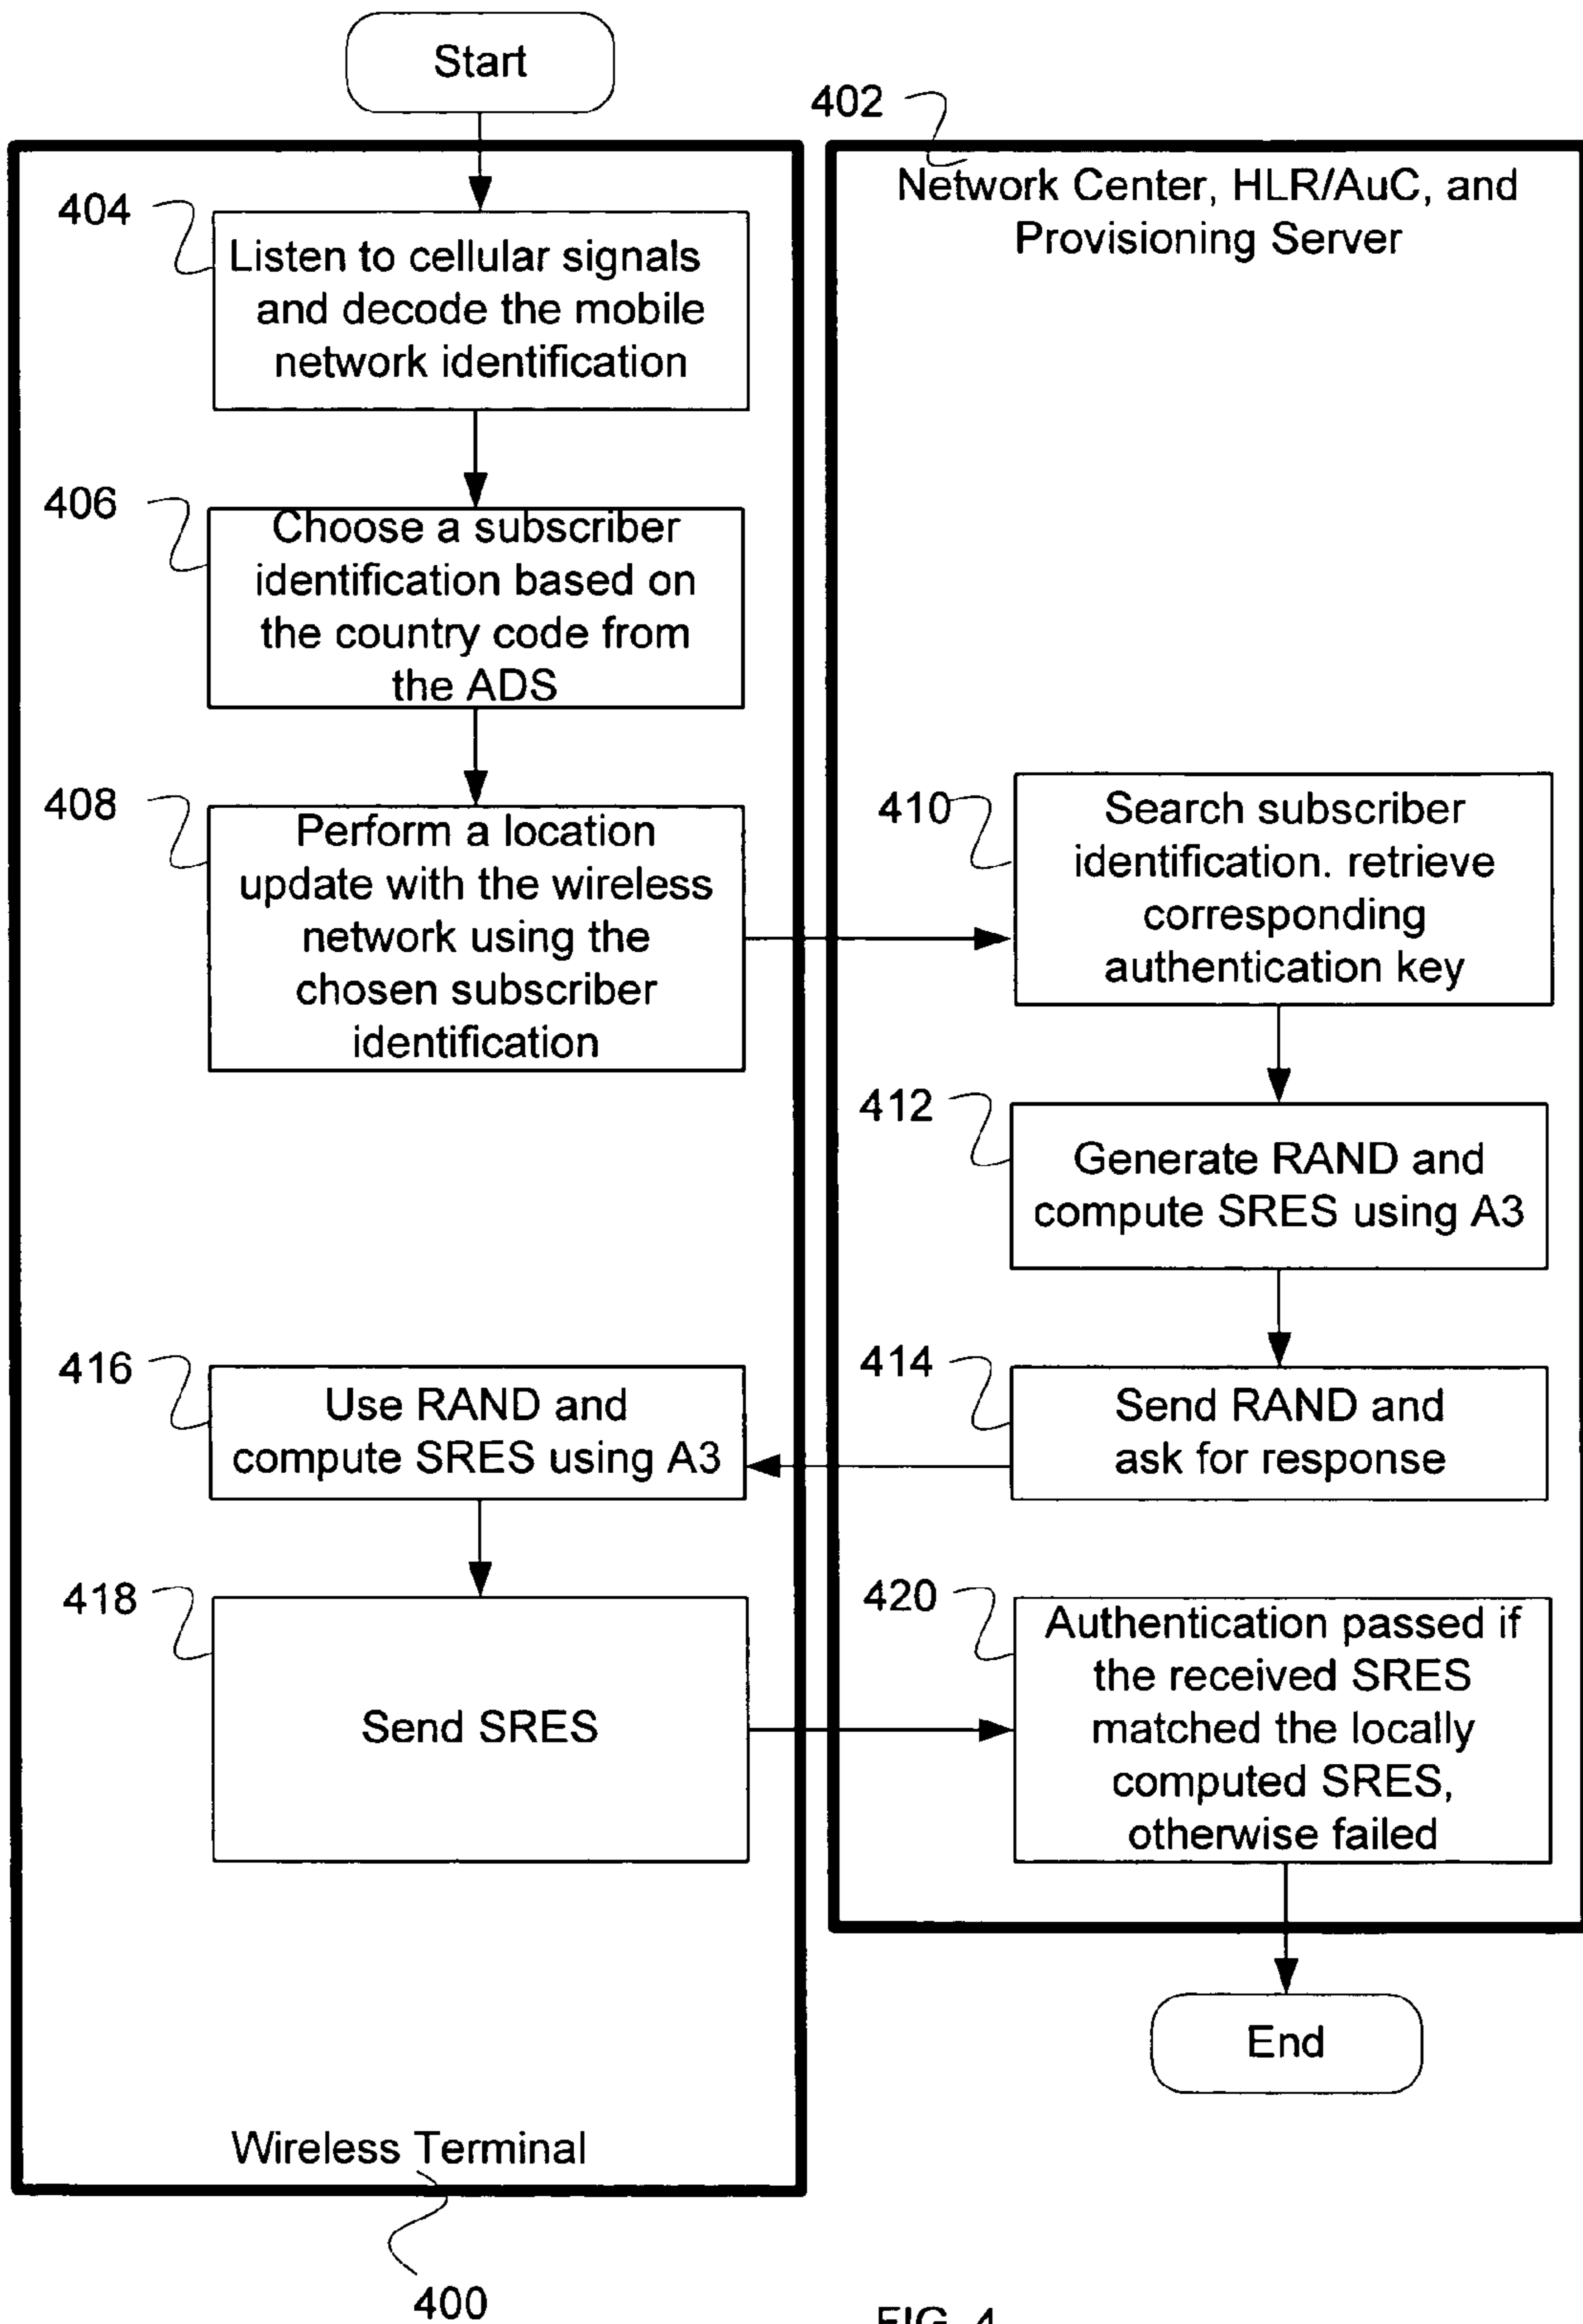 Start
402
Network Center, HLR/AuC, and
Provisioning Server
404
Listen to cellular signals
and decode the mobile
network identification
406
Choose a subscriber
identification based on
the country code from
the ADS
408
Perform a location
update with the wireless
network using the
chosen subscriber
identification
410
Search subscriber
identification. retrieve
corresponding
authentication key
412
Generate RAND and
compute SRES using A3
414
Send RAND and
ask for response
416
Use RAND and
compute SRES using A3
418
Send SRES
420
Authentication passed if
the received SRES
matched the locally
computed SRES,
otherwise failed
End
Wireless Terminal
400
FIG. 4